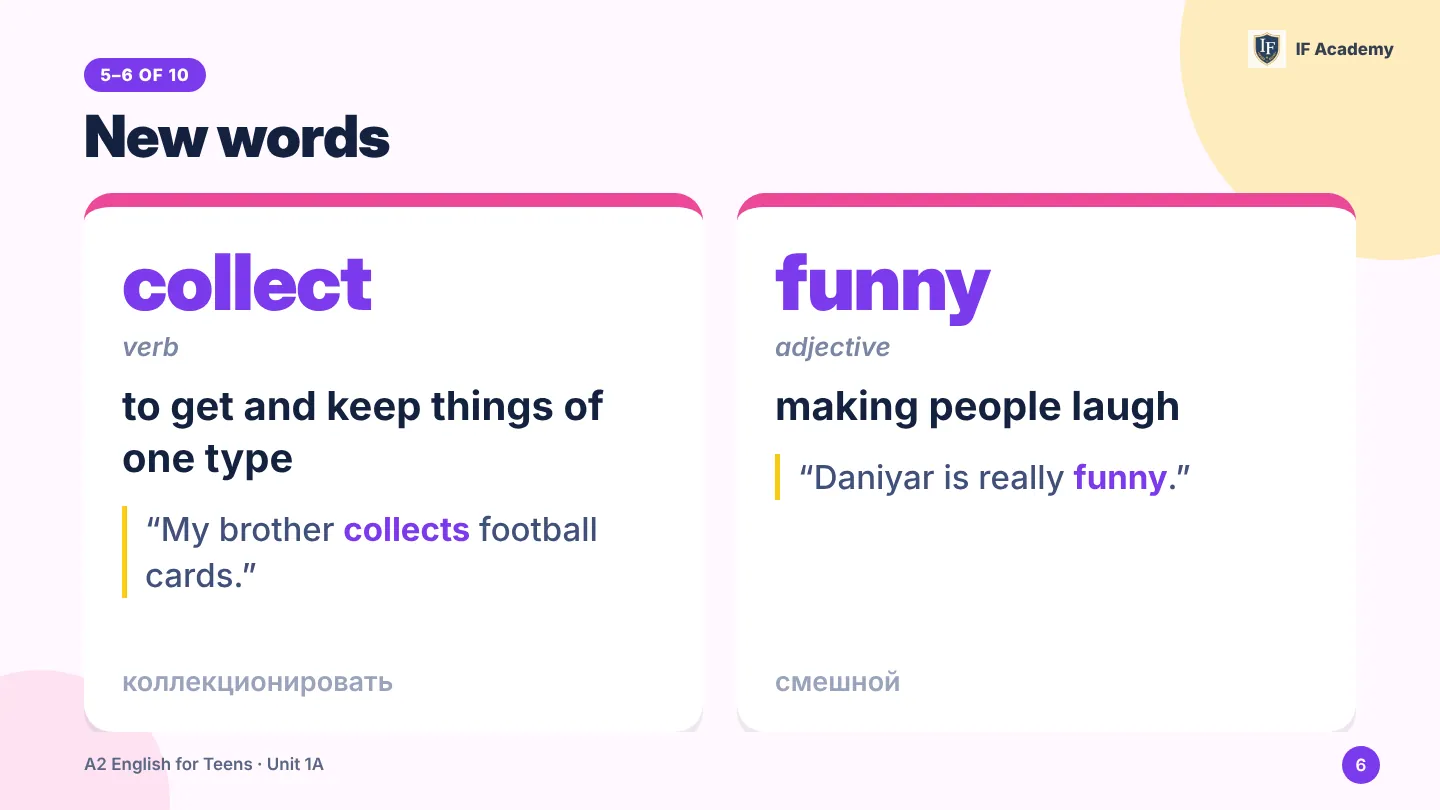 IF
IF Academy
5–6 OF 10
New words
collect
verb
to get and keep things of
one type
“My brother collects football
cards.”
коллекционировать
funny
adjective
making people laugh
“Daniyar is really funny.”
смешной
A2 English for Teens · Unit 1A
6